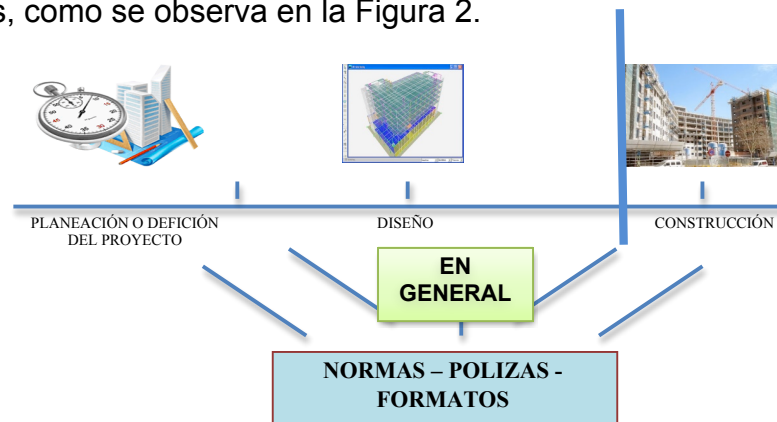 s, como se observa en la Figura 2.
PLANEACIÓN O DEFICIÓN
DEL PROYECTO
DISEÑO
CONSTRUCCIÓN
EN
GENERAL
NORMAS – POLIZAS -
FORMATOS